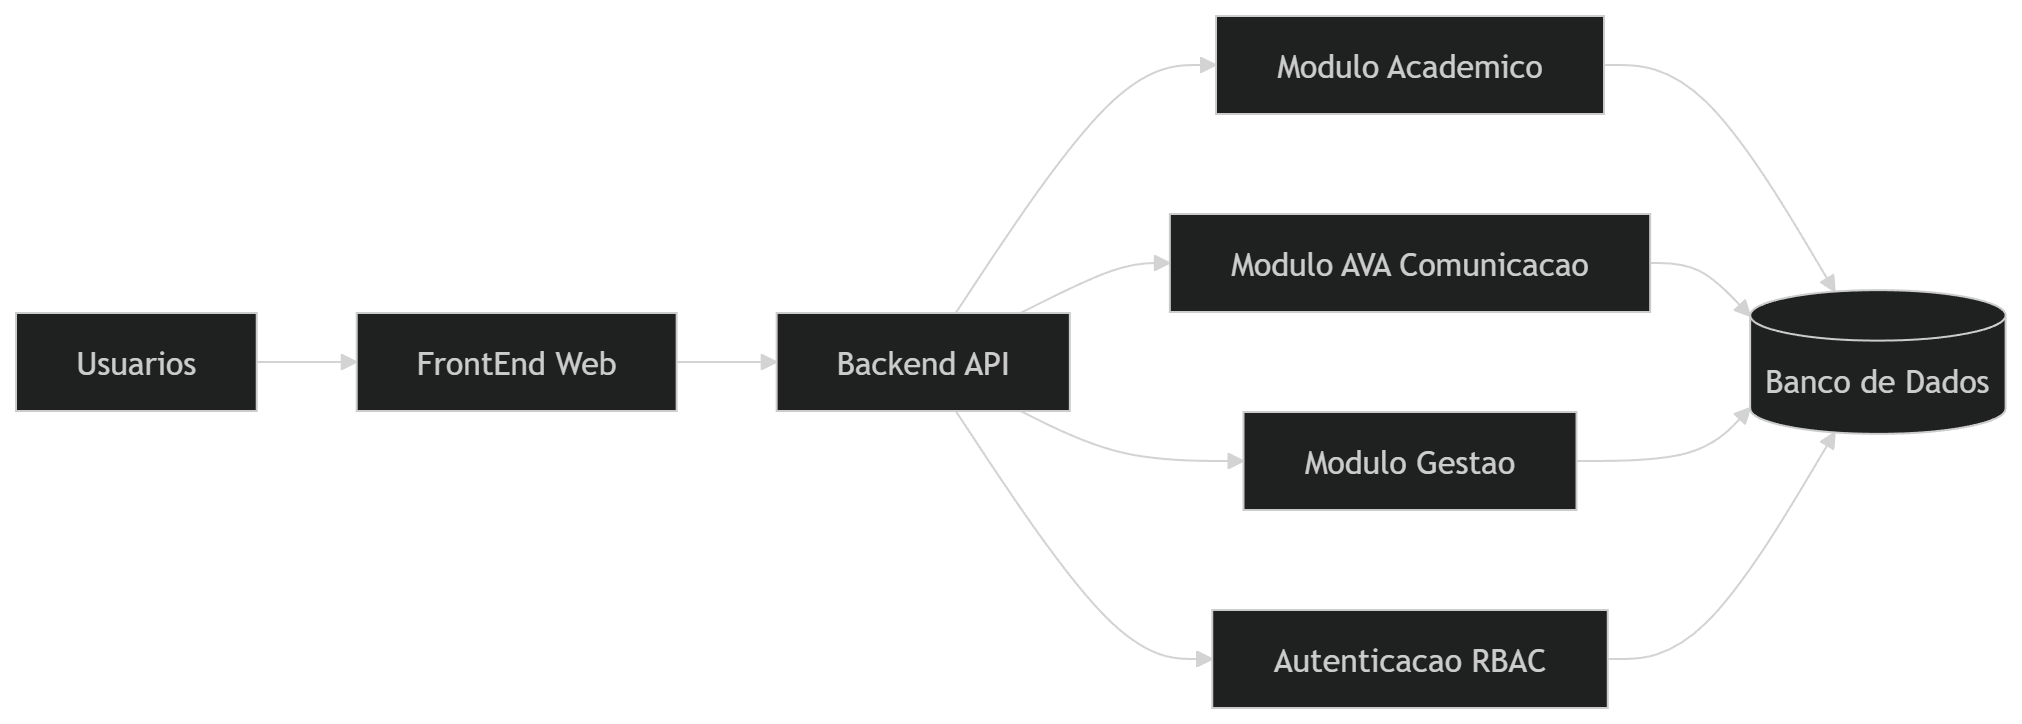 Usuarios
FrontEnd Web
Backend API
Modulo Academico
Modulo AVA Comunicacao
Modulo Gestao
Autenticacao RBAC
Banco de Dados